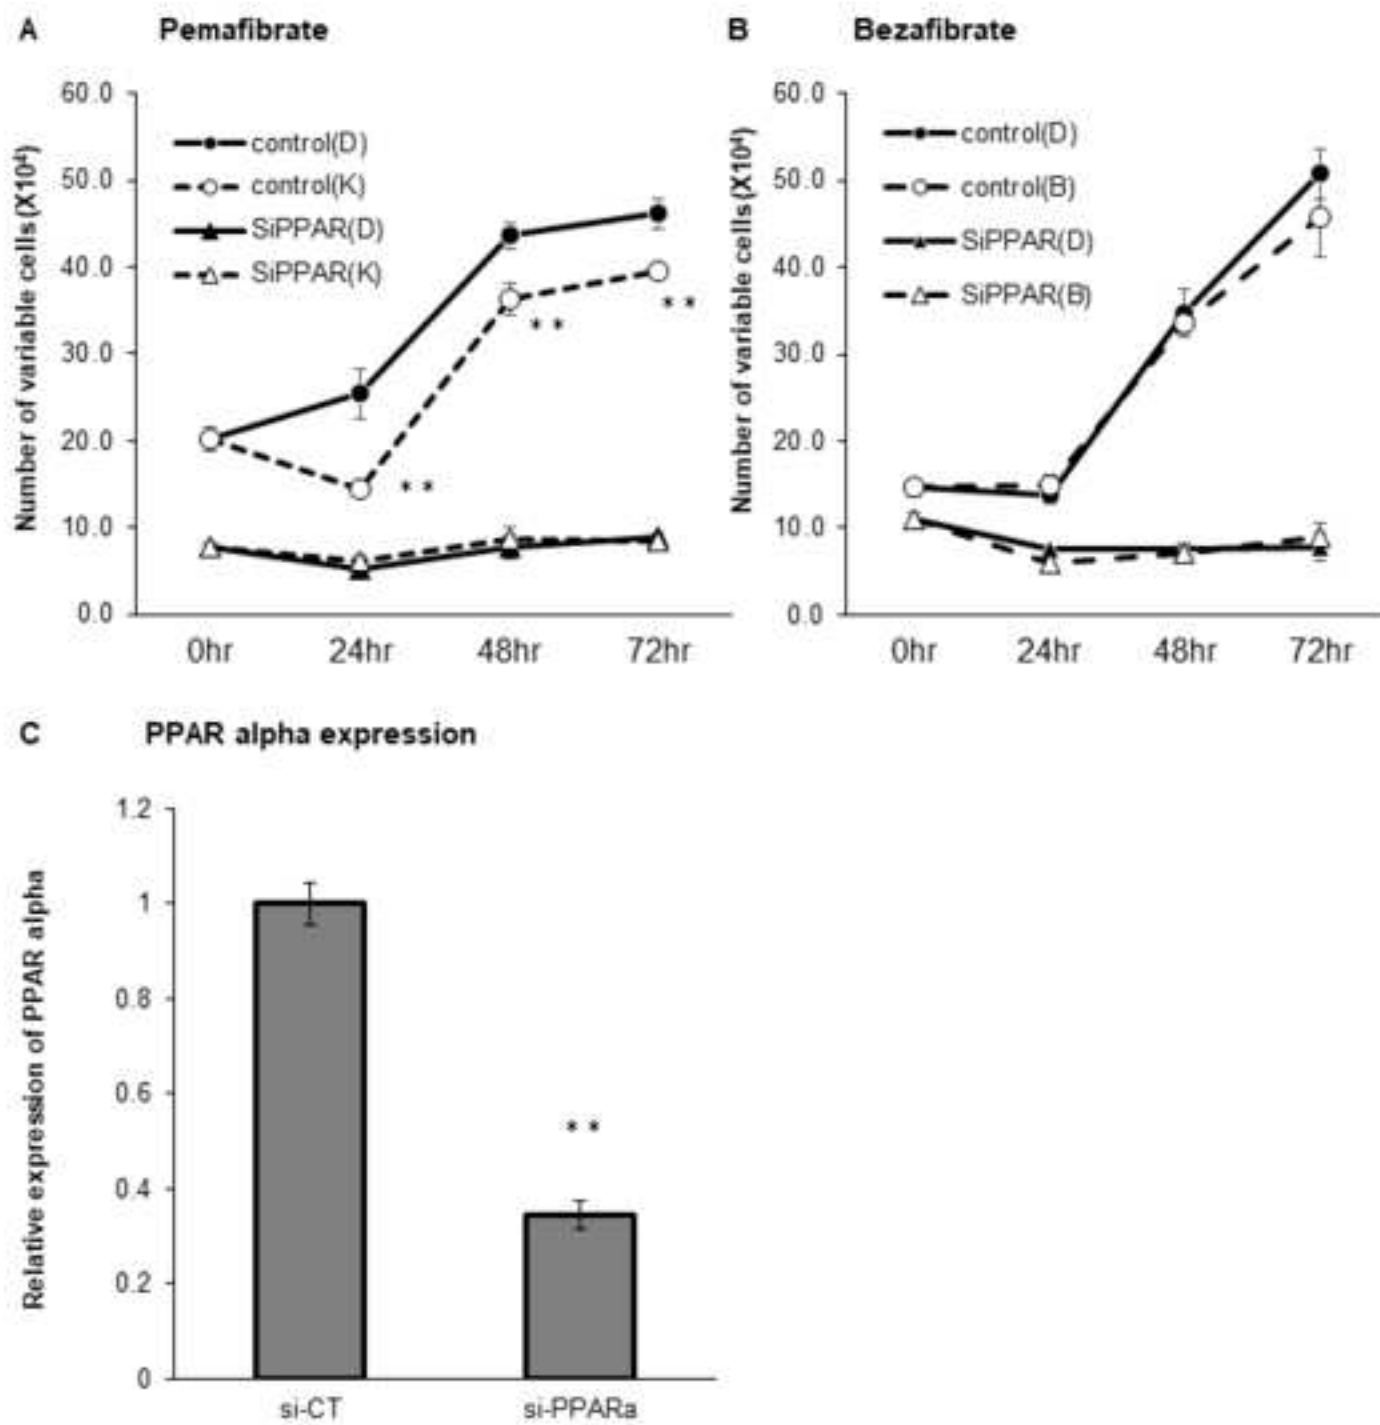 A Pemafibrate
Number of variable cells(X10⁴)
60.0
50.0
40.0
30.0
20.0
10.0
0.0
control(D)
control(K)
SiPPAR(D)
SiPPAR(K)
**
**
**
0hr 24hr 48hr 72hr
B Bezafibrate
Number of variable cells(X10⁴)
60.0
50.0
40.0
30.0
20.0
10.0
0.0
control(D)
control(B)
SiPPAR(D)
SiPPAR(B)
0hr 24hr 48hr 72hr
C PPAR alpha expression
Relative expression of PPAR alpha
1.2
1
0.8
0.6
0.4
0.2
0
**
si-CT si-PPARa